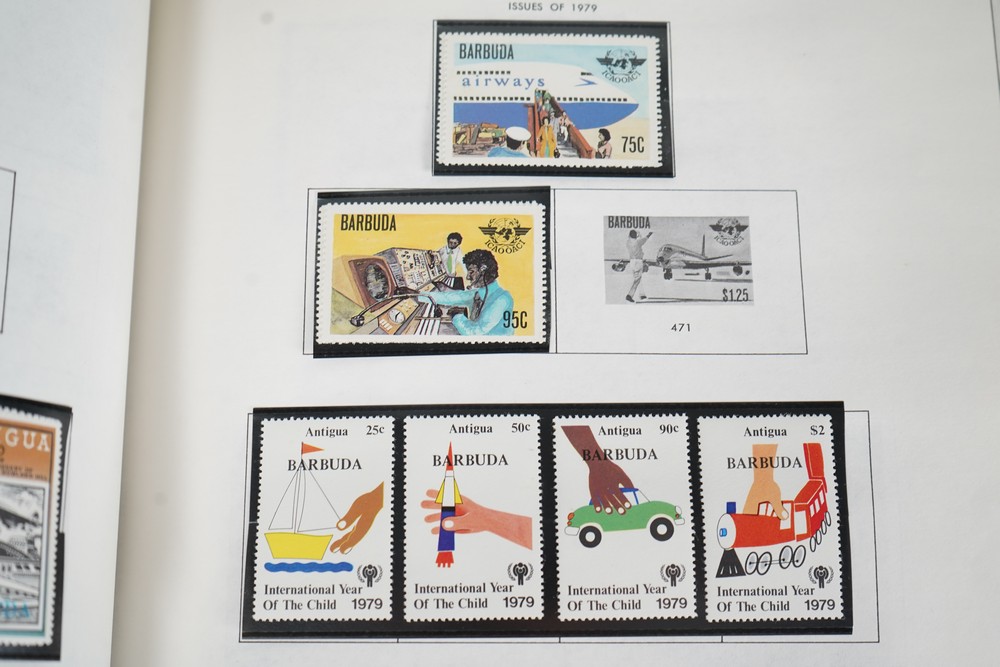 ISSUES OF 1979
BARBUDA
ICAO OACI
airways
75C
BARBUDA
ICAO OACI
95C
BARBUDA
$1.25
471
IGUA
Antigua 25c
BARBUDA
International Year
Of The Child 1979
Antigua 50c
BARBUDA
International Year
Of The Child 1979
Antigua 90c
BARBUDA
International Year
Of The Child 1979
Antigua $2
BARBUDA
International Year
Of The Child 1979